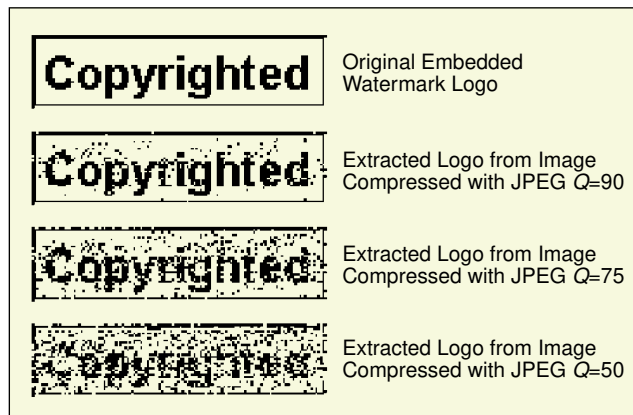 Copyrighted
Original Embedded
Watermark Logo
Copyrighted
Extracted Logo from Image
Compressed with JPEG Q=90
Copyrighted
Extracted Logo from Image
Compressed with JPEG Q=75
Copyrighted
Extracted Logo from Image
Compressed with JPEG Q=50